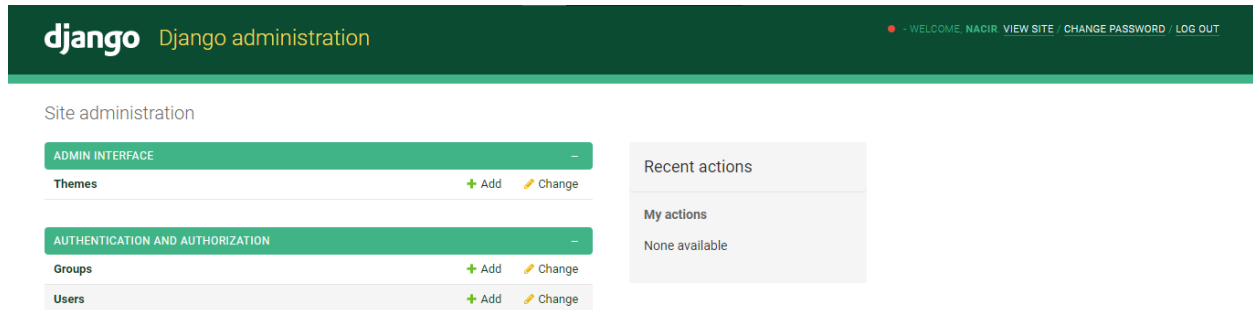 django Django administration
- WELCOME, NACIR. VIEW SITE / CHANGE PASSWORD / LOG OUT
Site administration
ADMIN INTERFACE –
Themes + Add Change
AUTHENTICATION AND AUTHORIZATION –
Groups + Add Change
Users + Add Change
Recent actions
My actions
None available